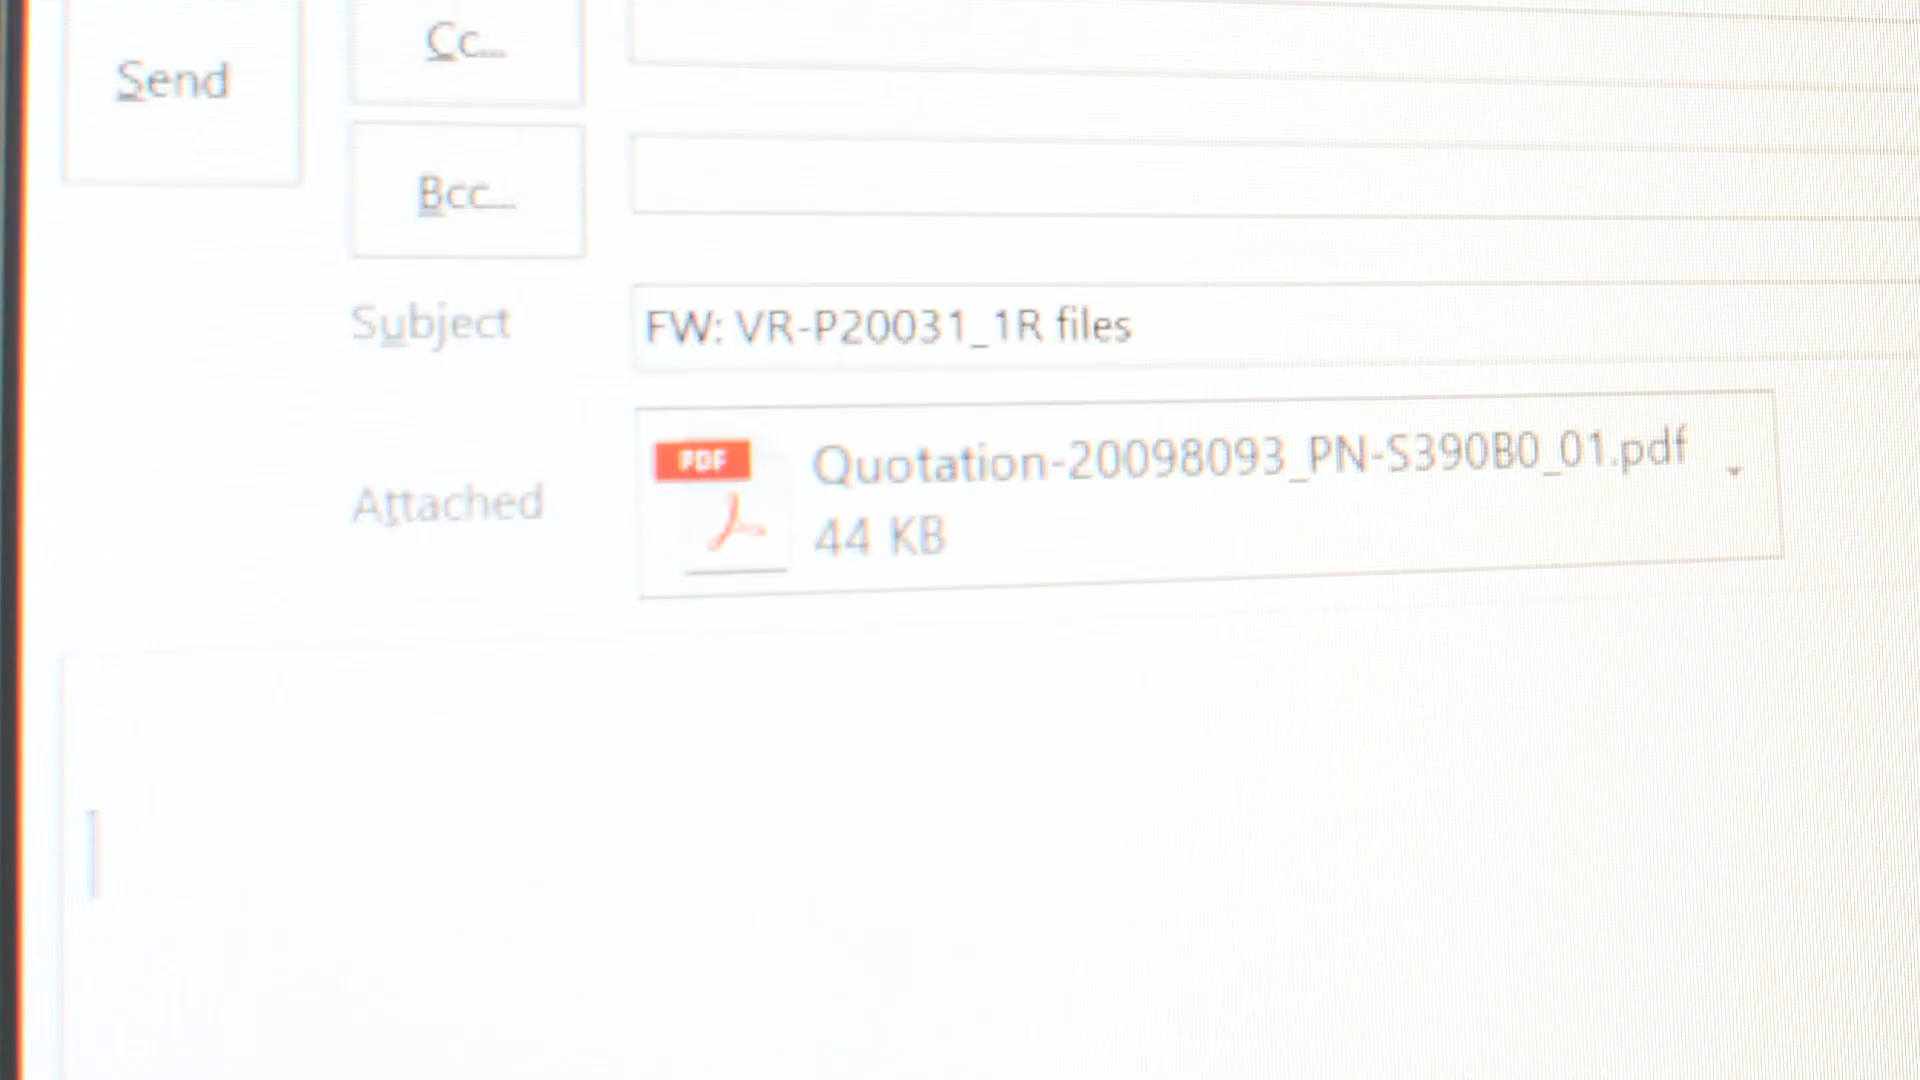 Cc...
Send
Bcc...
Subject
FW: VR-P20031_1R files
Attached
PDF
Quotation-20098093_PN-S390B0_01.pdf
44 KB